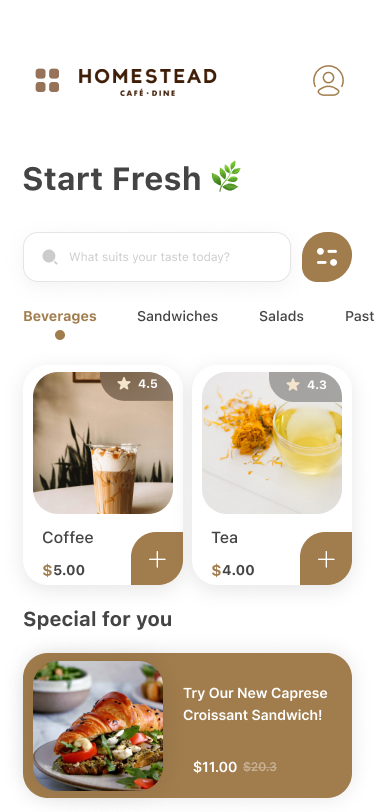 HOMESTEAD
CAFÉ • DINE
Start Fresh
What suits your taste today?
Beverages Sandwiches Salads Past
4.5 4.3
Coffee Tea
$5.00 $4.00
Special for you
Try Our New Caprese
Croissant Sandwich!
$11.00 $20.3